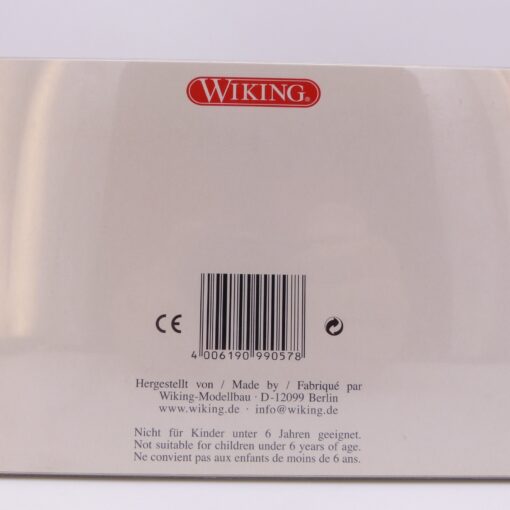 WIKING®
CE
4 006190 990578
Hergestellt von / Made by / Fabriqué par
Wiking-Modellbau · D-12099 Berlin
www.wiking.de · info@wiking.de
Nicht für Kinder unter 6 Jahren geeignet.
Not suitable for children under 6 years of age.
Ne convient pas aux enfants de moins de 6 ans.